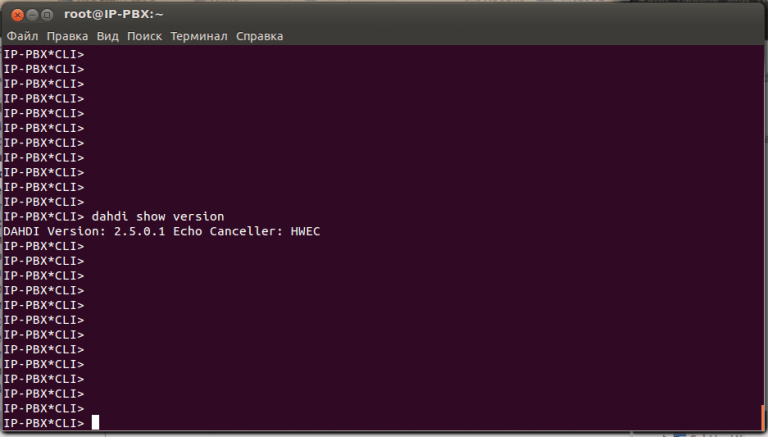 root@IP-PBX:~
Файл Правка Вид Поиск Терминал Справка
IP-PBX*CLI>
IP-PBX*CLI>
IP-PBX*CLI>
IP-PBX*CLI>
IP-PBX*CLI>
IP-PBX*CLI>
IP-PBX*CLI>
IP-PBX*CLI>
IP-PBX*CLI>
IP-PBX*CLI>
IP-PBX*CLI>
IP-PBX*CLI> dahdi show version
DAHDI Version: 2.5.0.1 Echo Canceller: HWEC
IP-PBX*CLI>
IP-PBX*CLI>
IP-PBX*CLI>
IP-PBX*CLI>
IP-PBX*CLI>
IP-PBX*CLI>
IP-PBX*CLI>
IP-PBX*CLI>
IP-PBX*CLI>
IP-PBX*CLI>
IP-PBX*CLI>
IP-PBX*CLI>
IP-PBX*CLI>